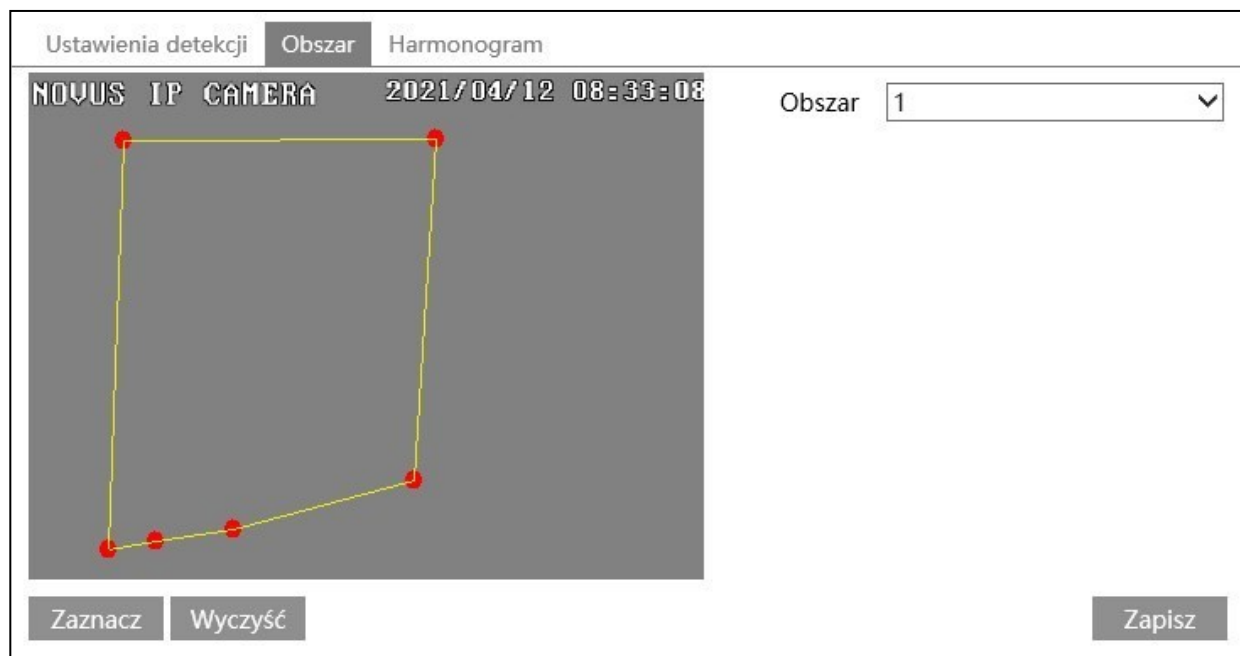 Ustawienia detekcji Obszar Harmonogram
NOVUS IP CAMERA 2021/04/12 08:33:08
Obszar 1
Zaznacz Wyczyść Zapisz